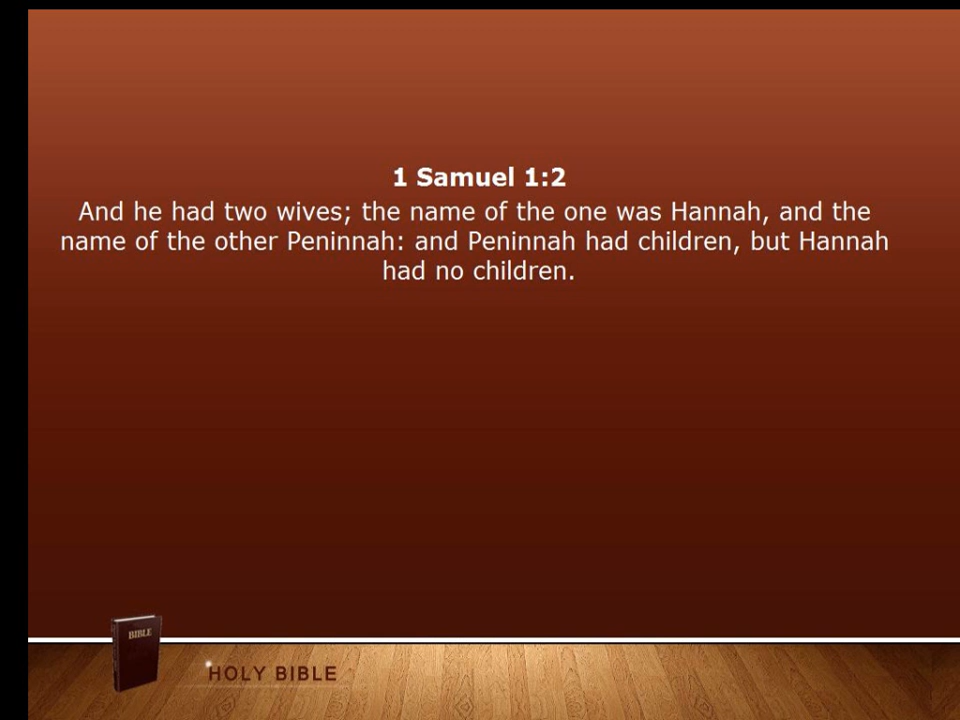 1 Samuel 1:2
And he had two wives; the name of the one was Hannah, and the
name of the other Peninnah: and Peninnah had children, but Hannah
had no children.
BIBLE
HOLY BIBLE